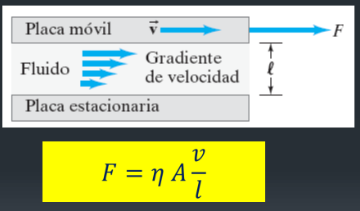 Placa móvil
v
F
Fluido
Gradiente
de velocidad
ℓ
Placa estacionaria
F = η A v/l